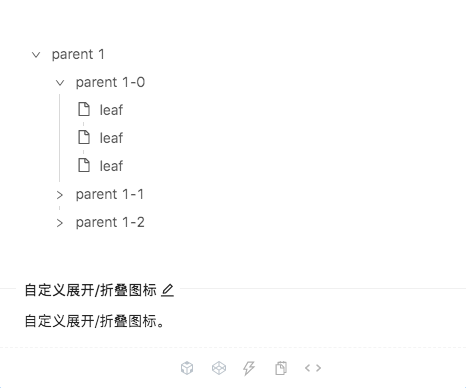 parent 1
parent 1-0
leaf
leaf
leaf
parent 1-1
parent 1-2
自定义展开/折叠图标
自定义展开/折叠图标。